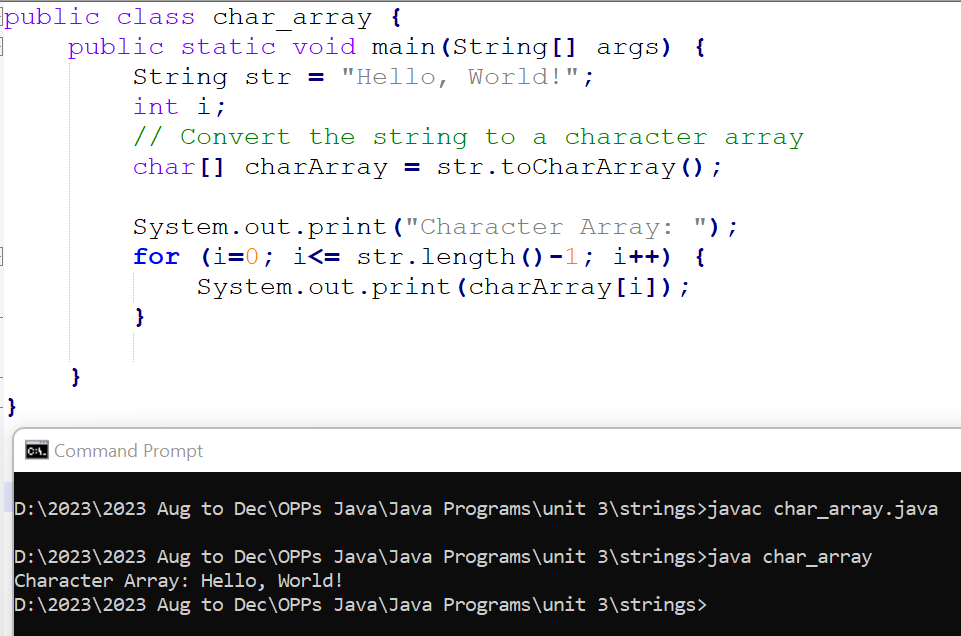 public class char_array {
public static void main(String[] args) {
String str = "Hello, World!";
int i;
// Convert the string to a character array
char[] charArray = str.toCharArray();
System.out.print("Character Array: ");
for (i=0; i<= str.length()-1; i++) {
System.out.print(charArray[i]);
}
}
}
C:\. Command Prompt
D:\2023\2023 Aug to Dec\OPPs Java\Java Programs\unit 3\strings>javac char_array.java
D:\2023\2023 Aug to Dec\OPPs Java\Java Programs\unit 3\strings>java char_array
Character Array: Hello, World!
D:\2023\2023 Aug to Dec\OPPs Java\Java Programs\unit 3\strings>